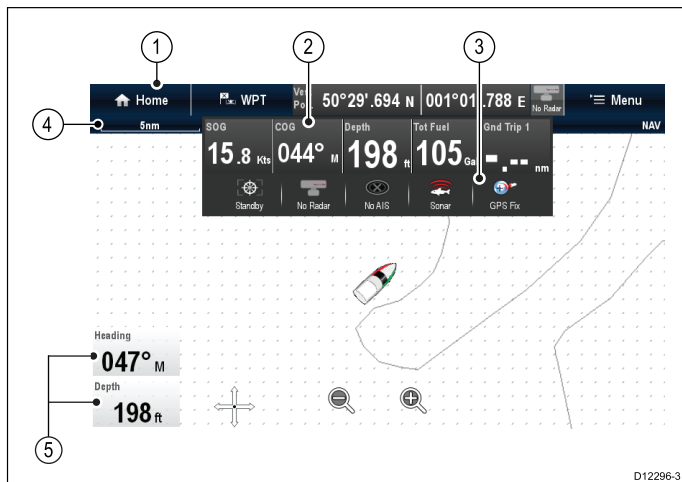 1 2 3
Home WPT Ves Pos 50°29'.694 N 001°01'.788 E No Radar Menu
4
5nm NAV
SOG COG Depth Tot Fuel Gnd Trip 1
15.8 Kts 044° M 198 ft 105 Ga -.-- nm
Standby No Radar No AIS Sonar GPS Fix
Heading
047° M
Depth
198 ft
5
D12296-3